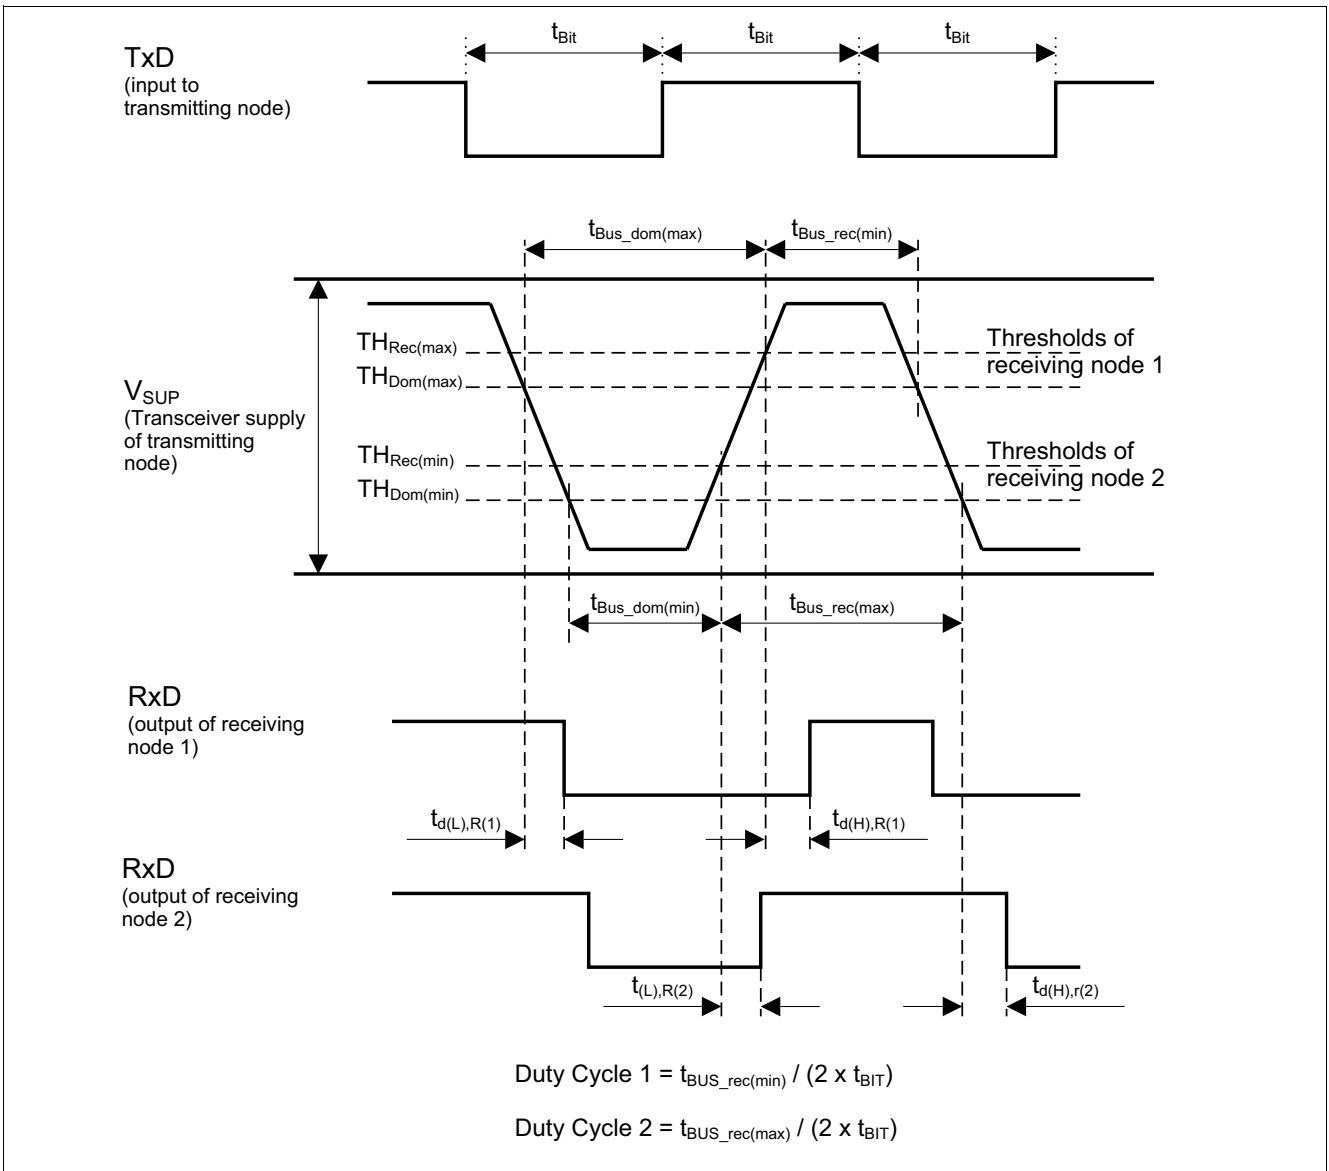 t_Bit t_Bit t_Bit
TxD
(input to
transmitting node)
t_Bus_dom(max) t_Bus_rec(min)
TH_Rec(max)
Thresholds of
receiving node 1
TH_Dom(max)
V_SUP
(Transceiver supply
of transmitting
node)
TH_Rec(min)
Thresholds of
receiving node 2
TH_Dom(min)
t_Bus_dom(min) t_Bus_rec(max)
RxD
(output of receiving
node 1)
t_d(L),R(1) t_d(H),R(1)
RxD
(output of receiving
node 2)
t_(L),R(2) t_d(H),r(2)
Duty Cycle 1 = t_BUS_rec(min) / (2 x t_BIT)
Duty Cycle 2 = t_BUS_rec(max) / (2 x t_BIT)